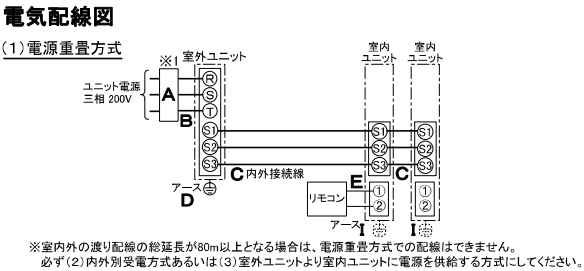 電気配線図
(1)電源重畳方式
※1 室外ユニット
室内
ユニット
室内
ユニット
ユニット電源
三相 200V
A
B
R
S
T
S1
S2
S3
S1
S2
S3
S1
S2
S3
C 内外接続線
C
アース
D
E
リモコン
①
②
①
②
アース I
I
※室内外の渡り配線の総延長が80m以上となる場合は、電源重畳方式での配線はできません。
必ず(2)内外別受電方式あるいは(3)室外ユニットより室内ユニットに電源を供給する方式にしてください。